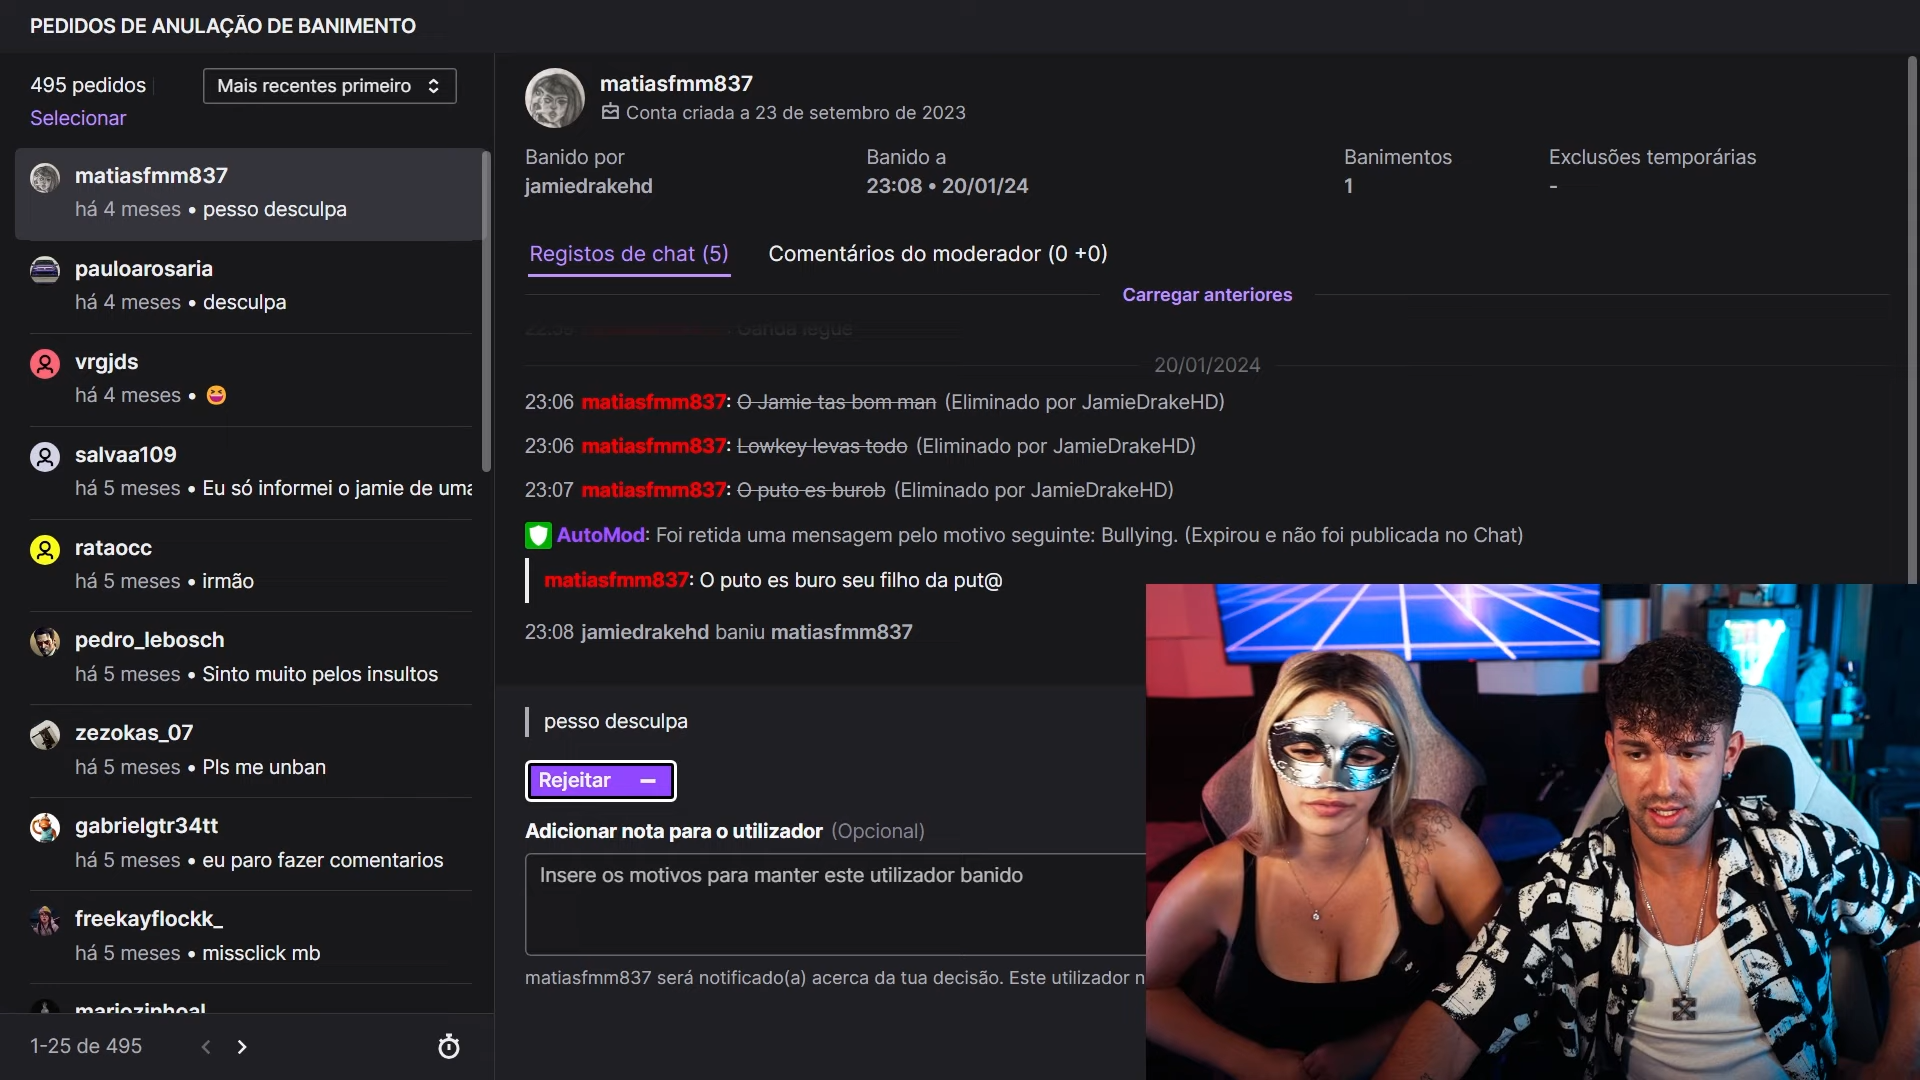 PEDIDOS DE ANULAÇÃO DE BANIMENTO
495 pedidos
Mais recentes primeiro
Selecionar
matiasfmm837
há 4 meses • pesso desculpa
pauloarosaria
há 4 meses • desculpa
vrgjds
há 4 meses • 😆
salvaa109
há 5 meses • Eu só informei o jamie de uma
rataocc
há 5 meses • irmão
pedro_lebosch
há 5 meses • Sinto muito pelos insultos
zezokas_07
há 5 meses • Pls me unban
gabrielgtr34tt
há 5 meses • eu paro fazer comentarios
freekayflockk_
há 5 meses • missclick mb
1-25 de 495
matiasfmm837
Conta criada a 23 de setembro de 2023
Banido por
jamiedrakehd
Banido a
23:08 • 20/01/24
Banimentos
1
Exclusões temporárias
-
Registos de chat (5)
Comentários do moderador (0 +0)
Carregar anteriores
20/01/2024
23:06 matiasfmm837: O Jamie tas bom man (Eliminado por JamieDrakeHD)
23:06 matiasfmm837: Lowkey levas todo (Eliminado por JamieDrakeHD)
23:07 matiasfmm837: O puto es burob (Eliminado por JamieDrakeHD)
AutoMod: Foi retida uma mensagem pelo motivo seguinte: Bullying. (Expirou e não foi publicada no Chat)
matiasfmm837: O puto es buro seu filho da put@
23:08 jamiedrakehd baniu matiasfmm837
pesso desculpa
Rejeitar
Adicionar nota para o utilizador (Opcional)
Insere os motivos para manter este utilizador banido
matiasfmm837 será notificado(a) acerca da tua decisão. Este utilizador